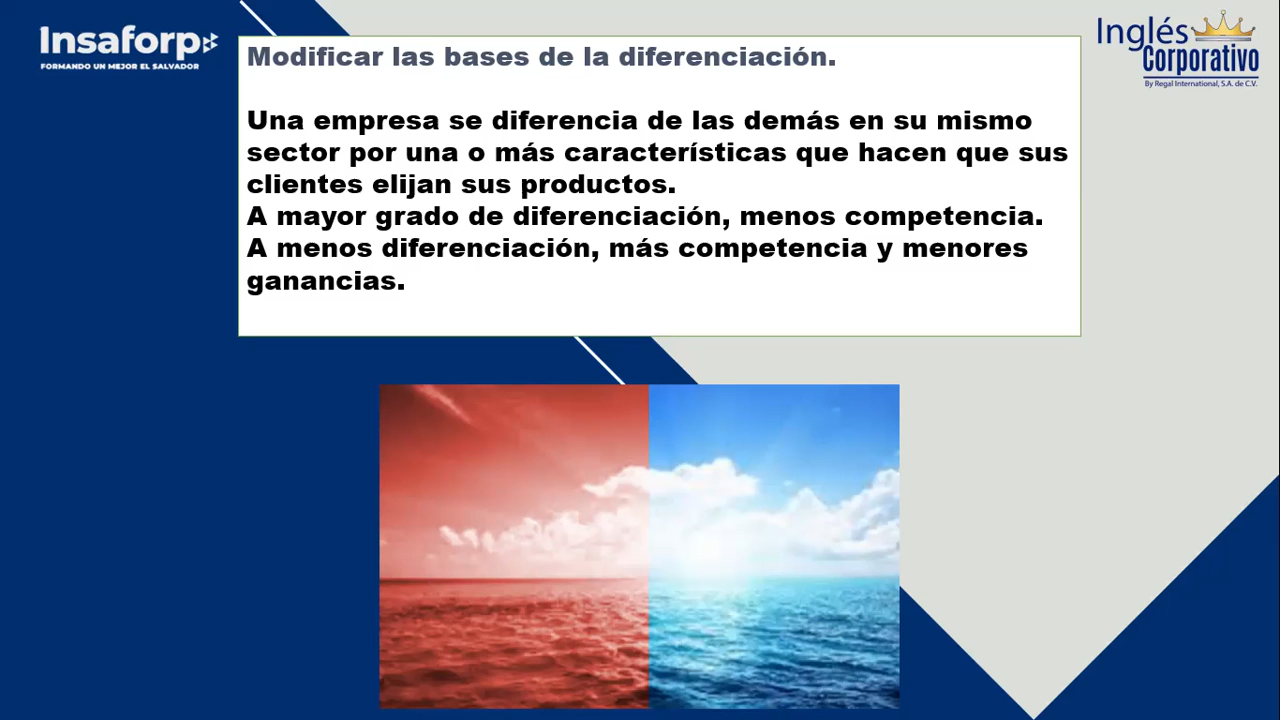 Insaforp
FORMANDO UN MEJOR EL SALVADOR
Inglés
Corporativo
By Regal International, S.A. de C.V.
Modificar las bases de la diferenciación.
Una empresa se diferencia de las demás en su mismo
sector por una o más características que hacen que sus
clientes elijan sus productos.
A mayor grado de diferenciación, menos competencia.
A menos diferenciación, más competencia y menores
ganancias.